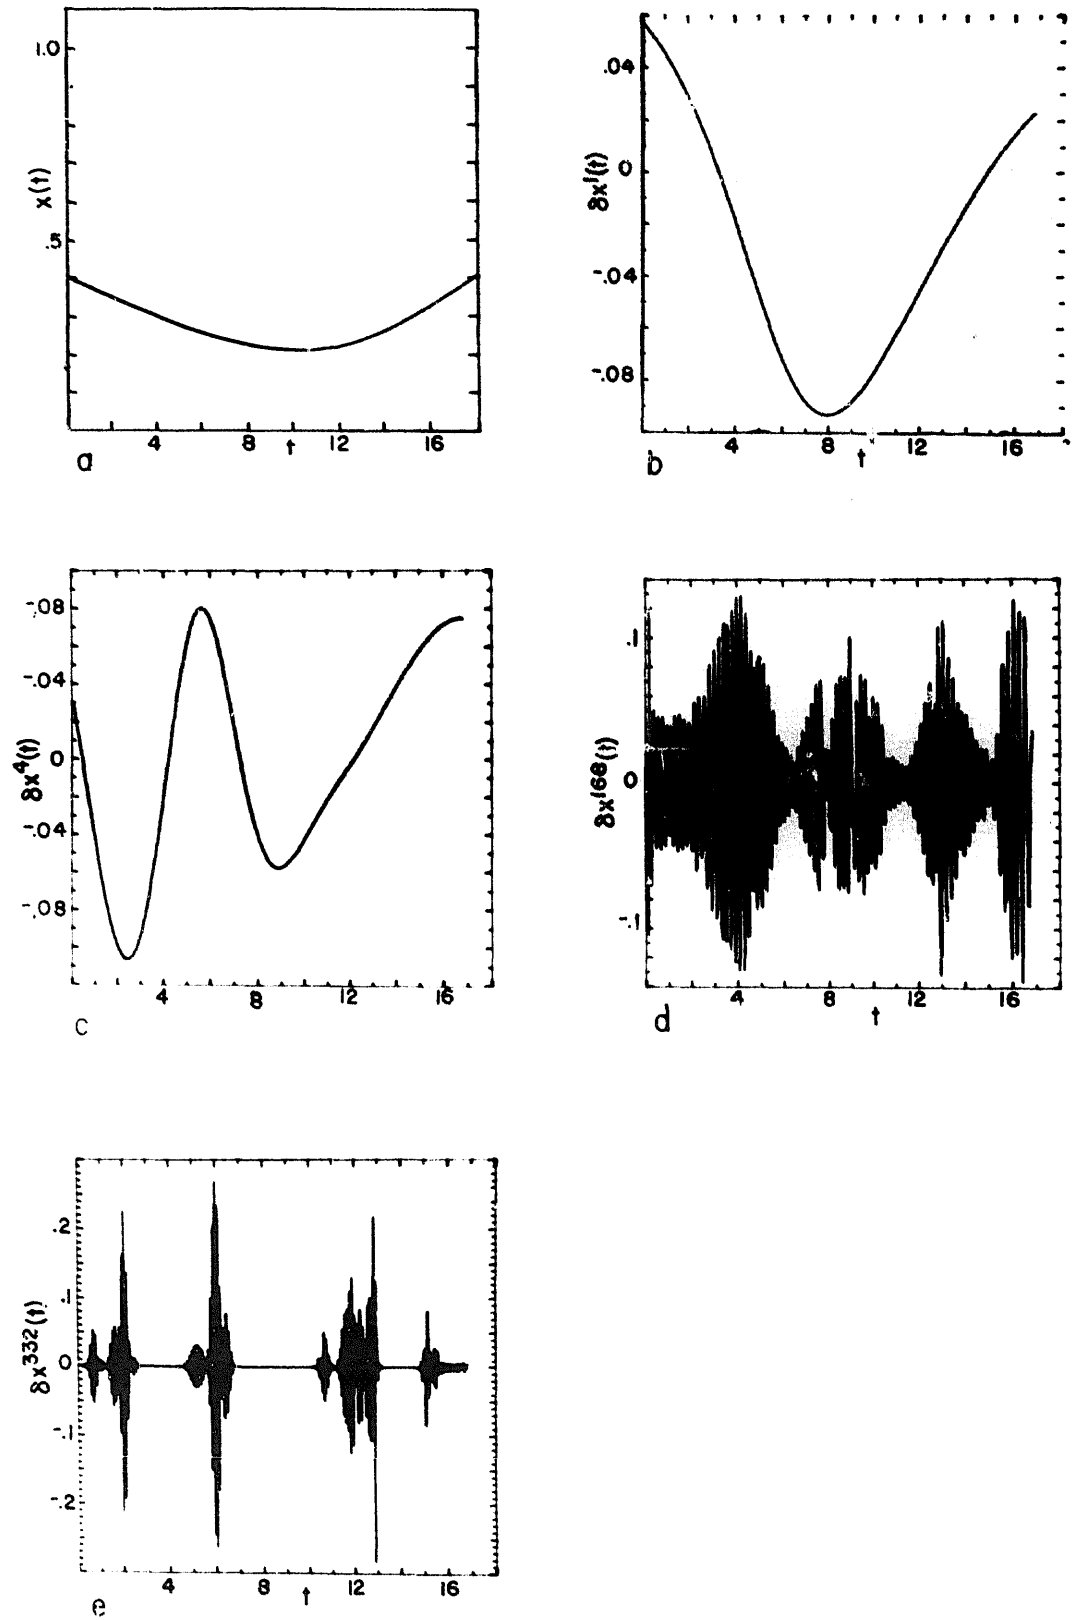 1.0
x(t)
.5
4 8 t 12 16
a
.04
δx¹(t)
0
-.04
-.08
4 8 t 12 16
b
-.08
-.04
δx⁴(t)
0
-.04
-.08
4 8 12 16
c
.1
δx¹⁶⁶(t)
0
-.1
4 8 t 12 16
d
.2
.1
δx³³²(t)
0
-.1
-.2
4 8 t 12 16
e